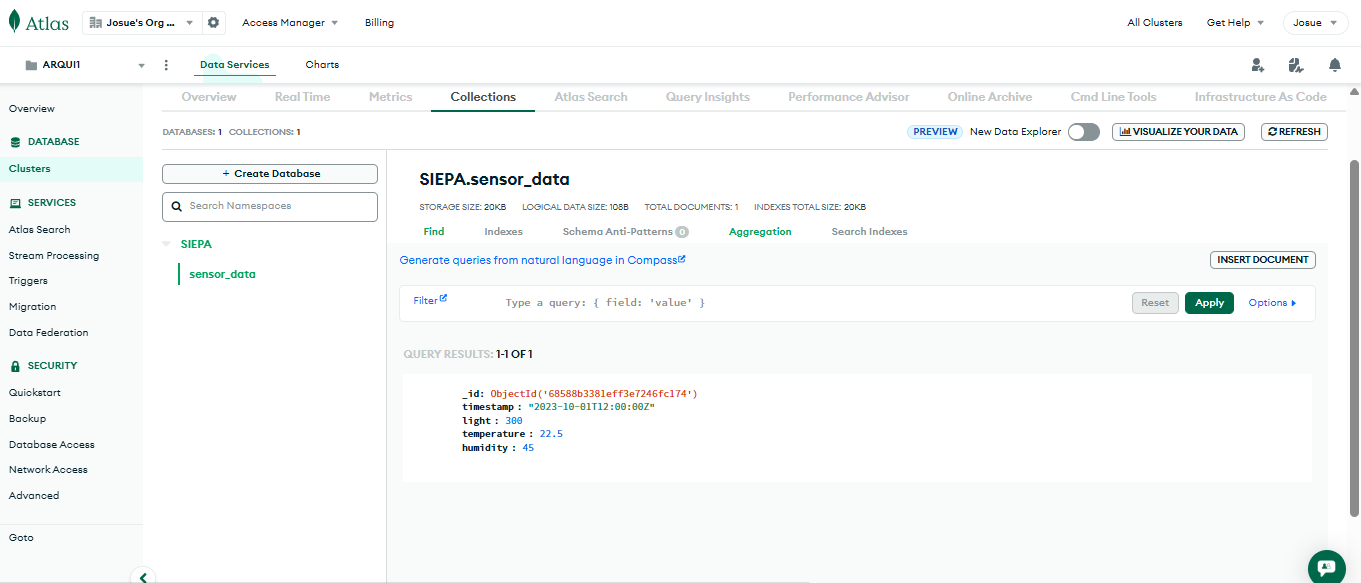 Atlas
Josue's Org ...
Access Manager
Billing
All Clusters
Get Help
Josue
ARQUI1
Data Services
Charts
Overview
DATABASE
Clusters
SERVICES
Atlas Search
Stream Processing
Triggers
Migration
Data Federation
SECURITY
Quickstart
Backup
Database Access
Network Access
Advanced
Goto
Overview
Real Time
Metrics
Collections
Atlas Search
Query Insights
Performance Advisor
Online Archive
Cmd Line Tools
Infrastructure As Code
DATABASES: 1 COLLECTIONS: 1
PREVIEW New Data Explorer
VISUALIZE YOUR DATA
REFRESH
+ Create Database
Search Namespaces
SIEPA
sensor_data
SIEPA.sensor_data
STORAGE SIZE: 20KB LOGICAL DATA SIZE: 108B TOTAL DOCUMENTS: 1 INDEXES TOTAL SIZE: 20KB
Find
Indexes
Schema Anti-Patterns 0
Aggregation
Search Indexes
Generate queries from natural language in Compass
INSERT DOCUMENT
Filter
Type a query: { field: 'value' }
Reset
Apply
Options
QUERY RESULTS: 1-1 OF 1
_id: ObjectId('68588b3381eff3e7246fc174')
timestamp : "2023-10-01T12:00:00Z"
light : 300
temperature : 22.5
humidity : 45